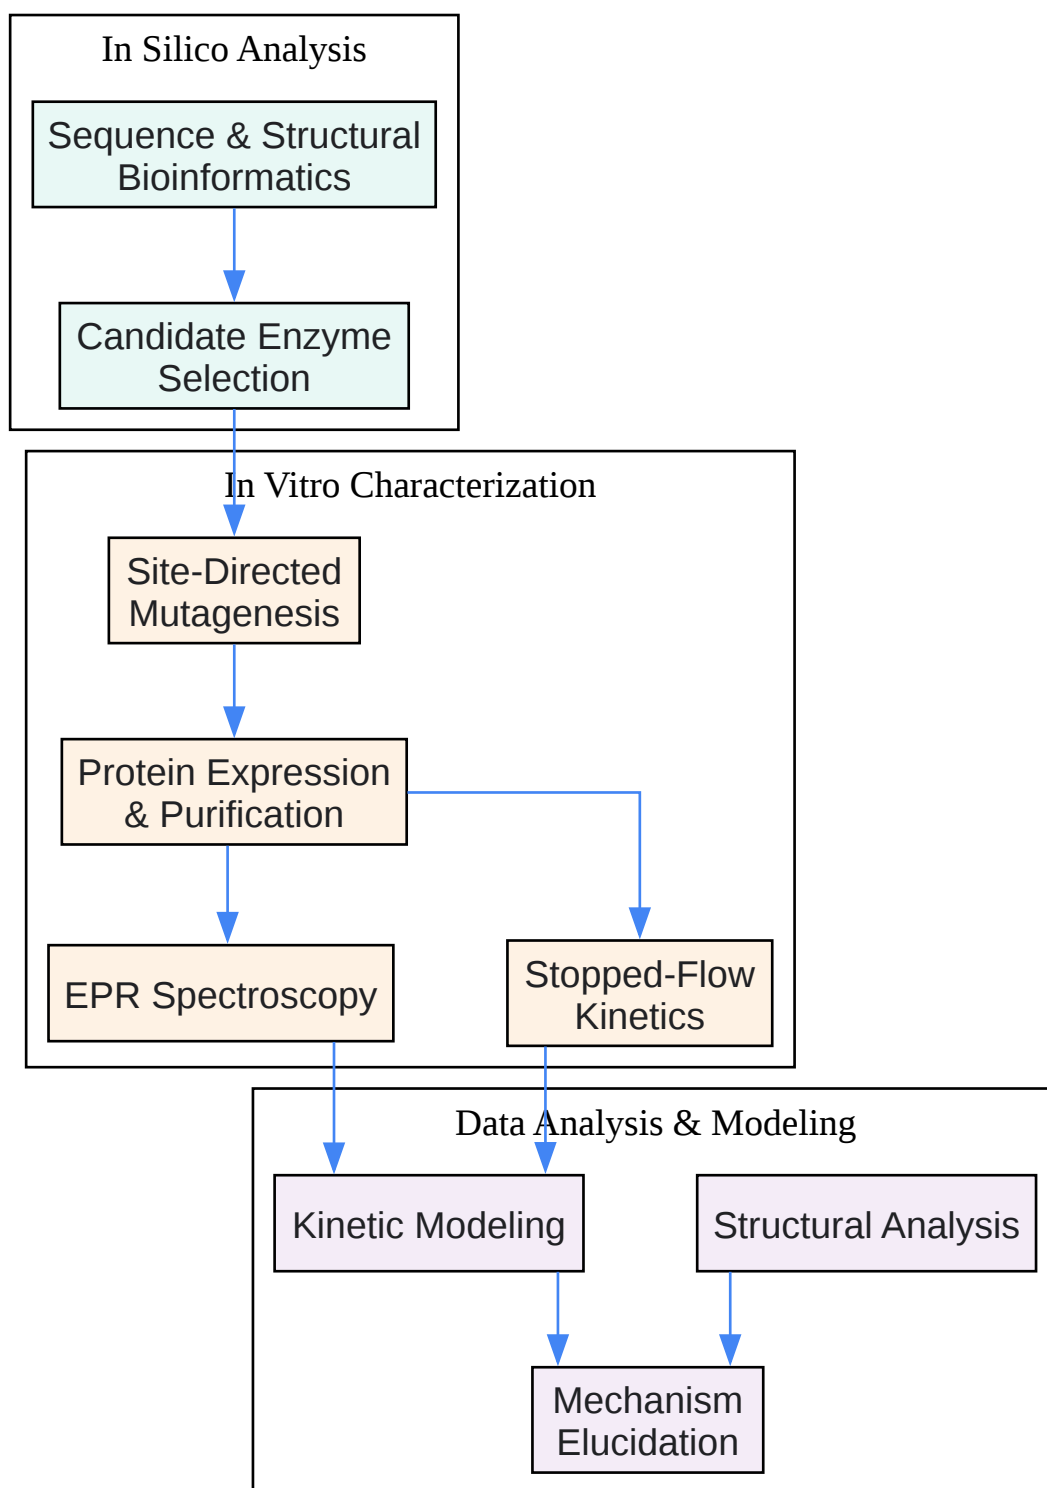 In Silico Analysis
Sequence & Structural
Bioinformatics
Candidate Enzyme
Selection
In Vitro Characterization
Site-Directed
Mutagenesis
Protein Expression
& Purification
EPR Spectroscopy
Stopped-Flow
Kinetics
Data Analysis & Modeling
Kinetic Modeling
Structural Analysis
Mechanism
Elucidation